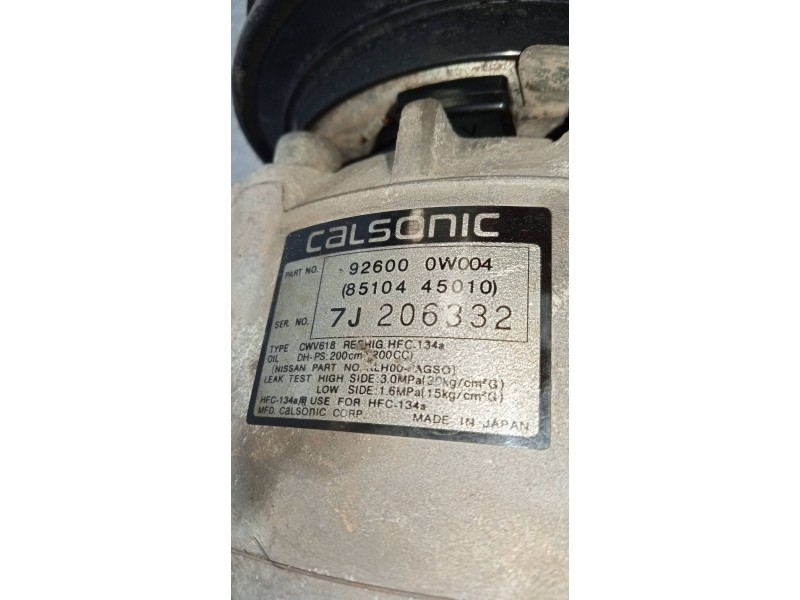 CALSONIC
PART NO. 92600 0W004
(85104 45010)
SER. NO. 7J 206332
TYPE CWV618 HFC-134a
OIL DH-PS:200cm³(200CC)
(NISSAN PART NO.
LEAK TEST HIGH SIDE:3.0MPa(30kg/cm²G)
LOW SIDE:1.6MPa(15kg/cm²G)
HFC-134a用 USE FOR HFC-134a
MFD. CALSONIC CORP. MADE IN JAPAN